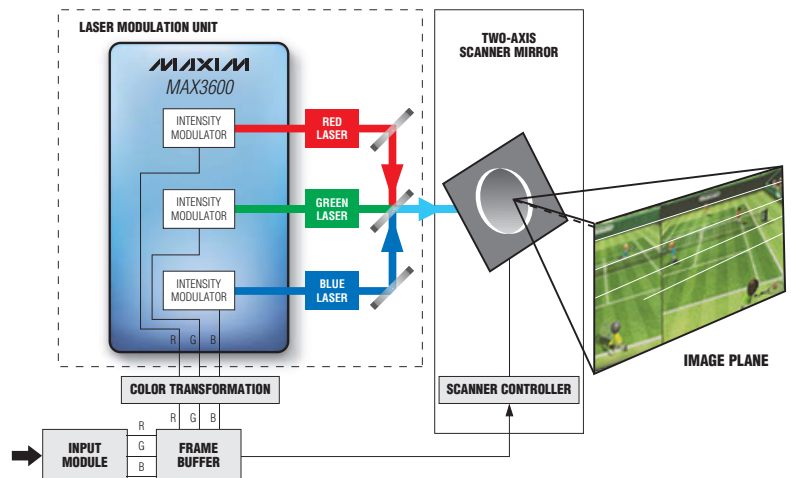 LASER MODULATION UNIT
MAXIM
MAX3600
INTENSITY
MODULATOR
RED
LASER
INTENSITY
MODULATOR
GREEN
LASER
INTENSITY
MODULATOR
BLUE
LASER
R G B
COLOR TRANSFORMATION
R G B
INPUT
MODULE
R
G
B
FRAME
BUFFER
TWO-AXIS
SCANNER MIRROR
SCANNER CONTROLLER
IMAGE PLANE